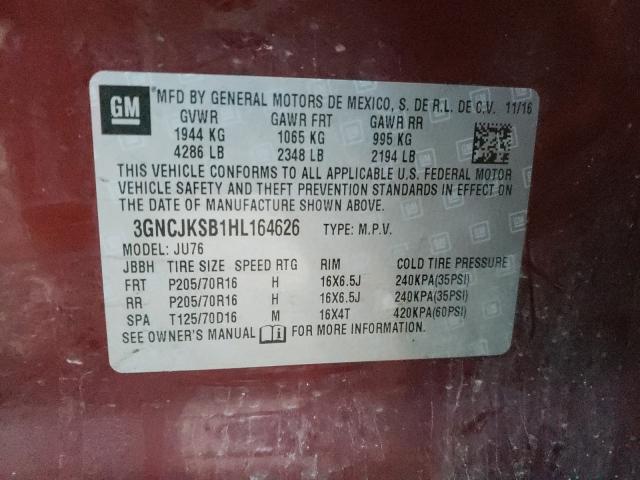 GM
MFD BY GENERAL MOTORS DE MEXICO, S. DE R.L. DE C.V. 11/16
GVWR GAWR FRT GAWR RR
1944 KG 1065 KG 995 KG
4286 LB 2348 LB 2194 LB
THIS VEHICLE CONFORMS TO ALL APPLICABLE U.S. FEDERAL MOTOR
VEHICLE SAFETY AND THEFT PREVENTION STANDARDS IN EFFECT ON
THE DATE OF MANUFACTURE SHOWN ABOVE.
3GNCJKSB1HL164626 TYPE: M.P.V.
MODEL: JU76
JBBH TIRE SIZE SPEED RTG RIM COLD TIRE PRESSURE
FRT P205/70R16 H 16X6.5J 240KPA(35PSI)
RR P205/70R16 H 16X6.5J 240KPA(35PSI)
SPA T125/70D16 M 16X4T 420KPA(60PSI)
SEE OWNER'S MANUAL FOR MORE INFORMATION.